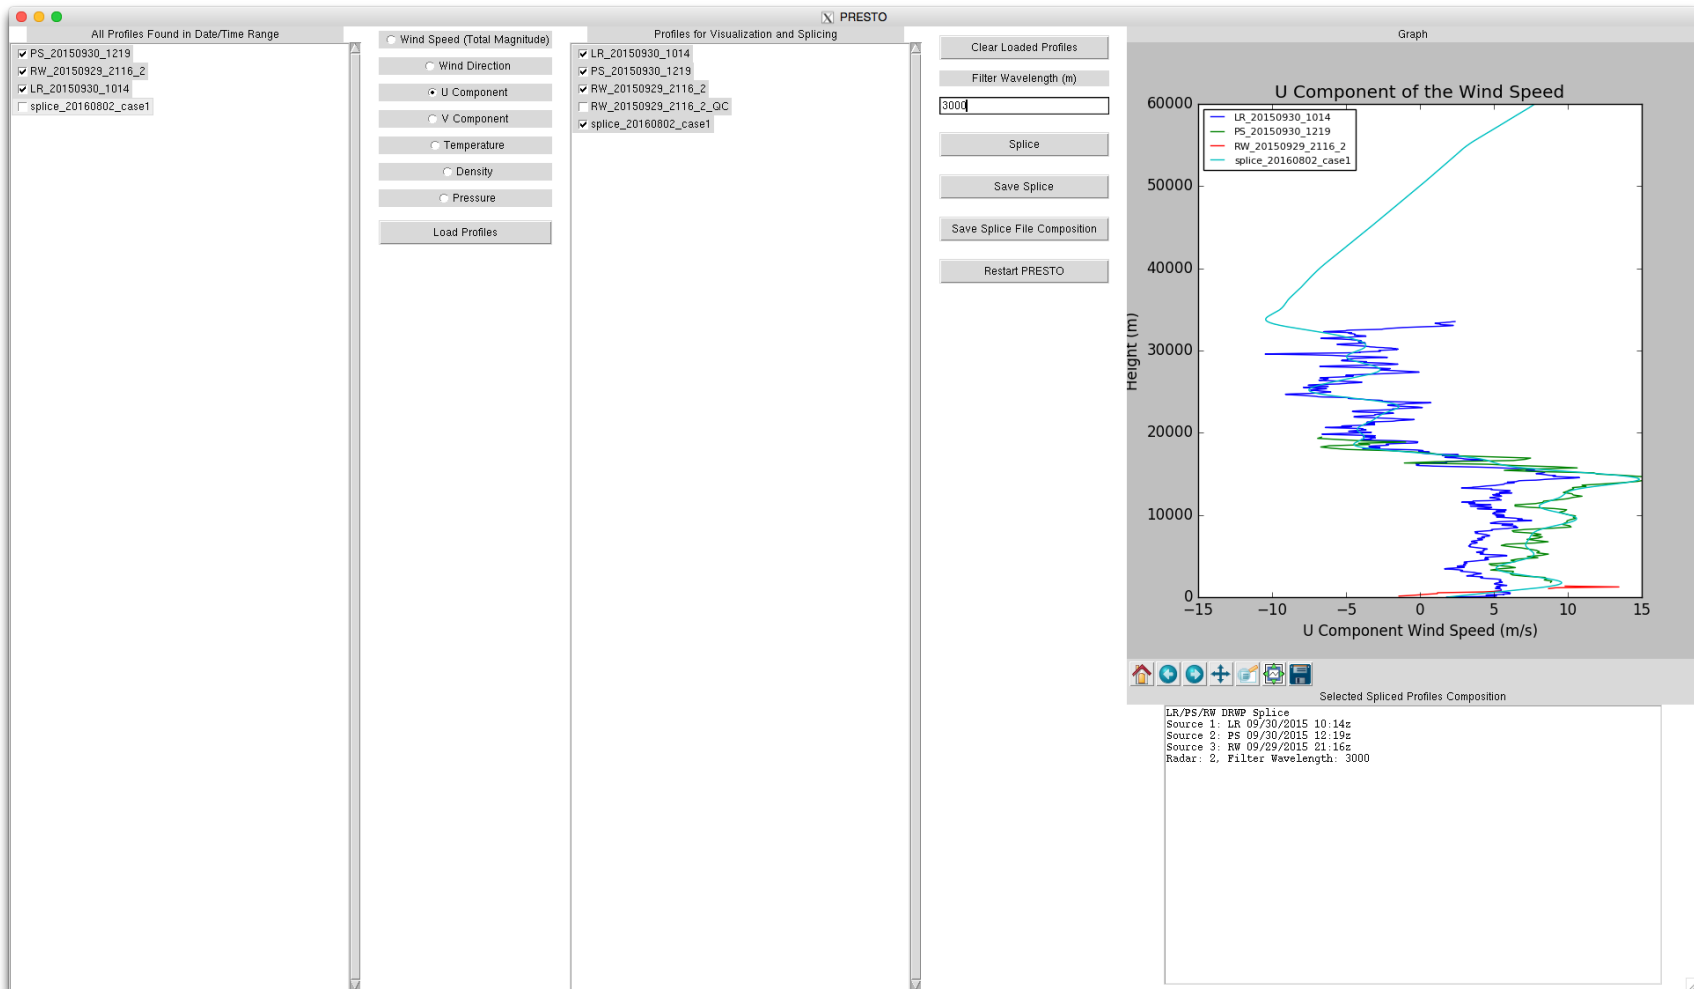 PRESTO
All Profiles Found in Date/Time Range
PS_20150930_1219
RW_20150929_2116_2
LR_20150930_1014
splice_20160802_case1
Wind Speed (Total Magnitude)
Wind Direction
U Component
V Component
Temperature
Density
Pressure
Load Profiles
Profiles for Visualization and Splicing
LR_20150930_1014
PS_20150930_1219
RW_20150929_2116_2
RW_20150929_2116_2_QC
splice_20160802_case1
Clear Loaded Profiles
Filter Wavelength (m)
3000
Splice
Save Splice
Save Splice File Composition
Restart PRESTO
Graph
U Component of the Wind Speed
LR_20150930_1014
PS_20150930_1219
RW_20150929_2116_2
splice_20160802_case1
60000
50000
40000
30000
20000
10000
0
Height (m)
−15 −10 −5 0 5 10 15
U Component Wind Speed (m/s)
Selected Spliced Profiles Composition
LR/PS/RW DRWP Splice
Source 1: LR 09/30/2015 10:14z
Source 2: PS 09/30/2015 12:19z
Source 3: RW 09/29/2015 21:16z
Radar: 2, Filter Wavelength: 3000